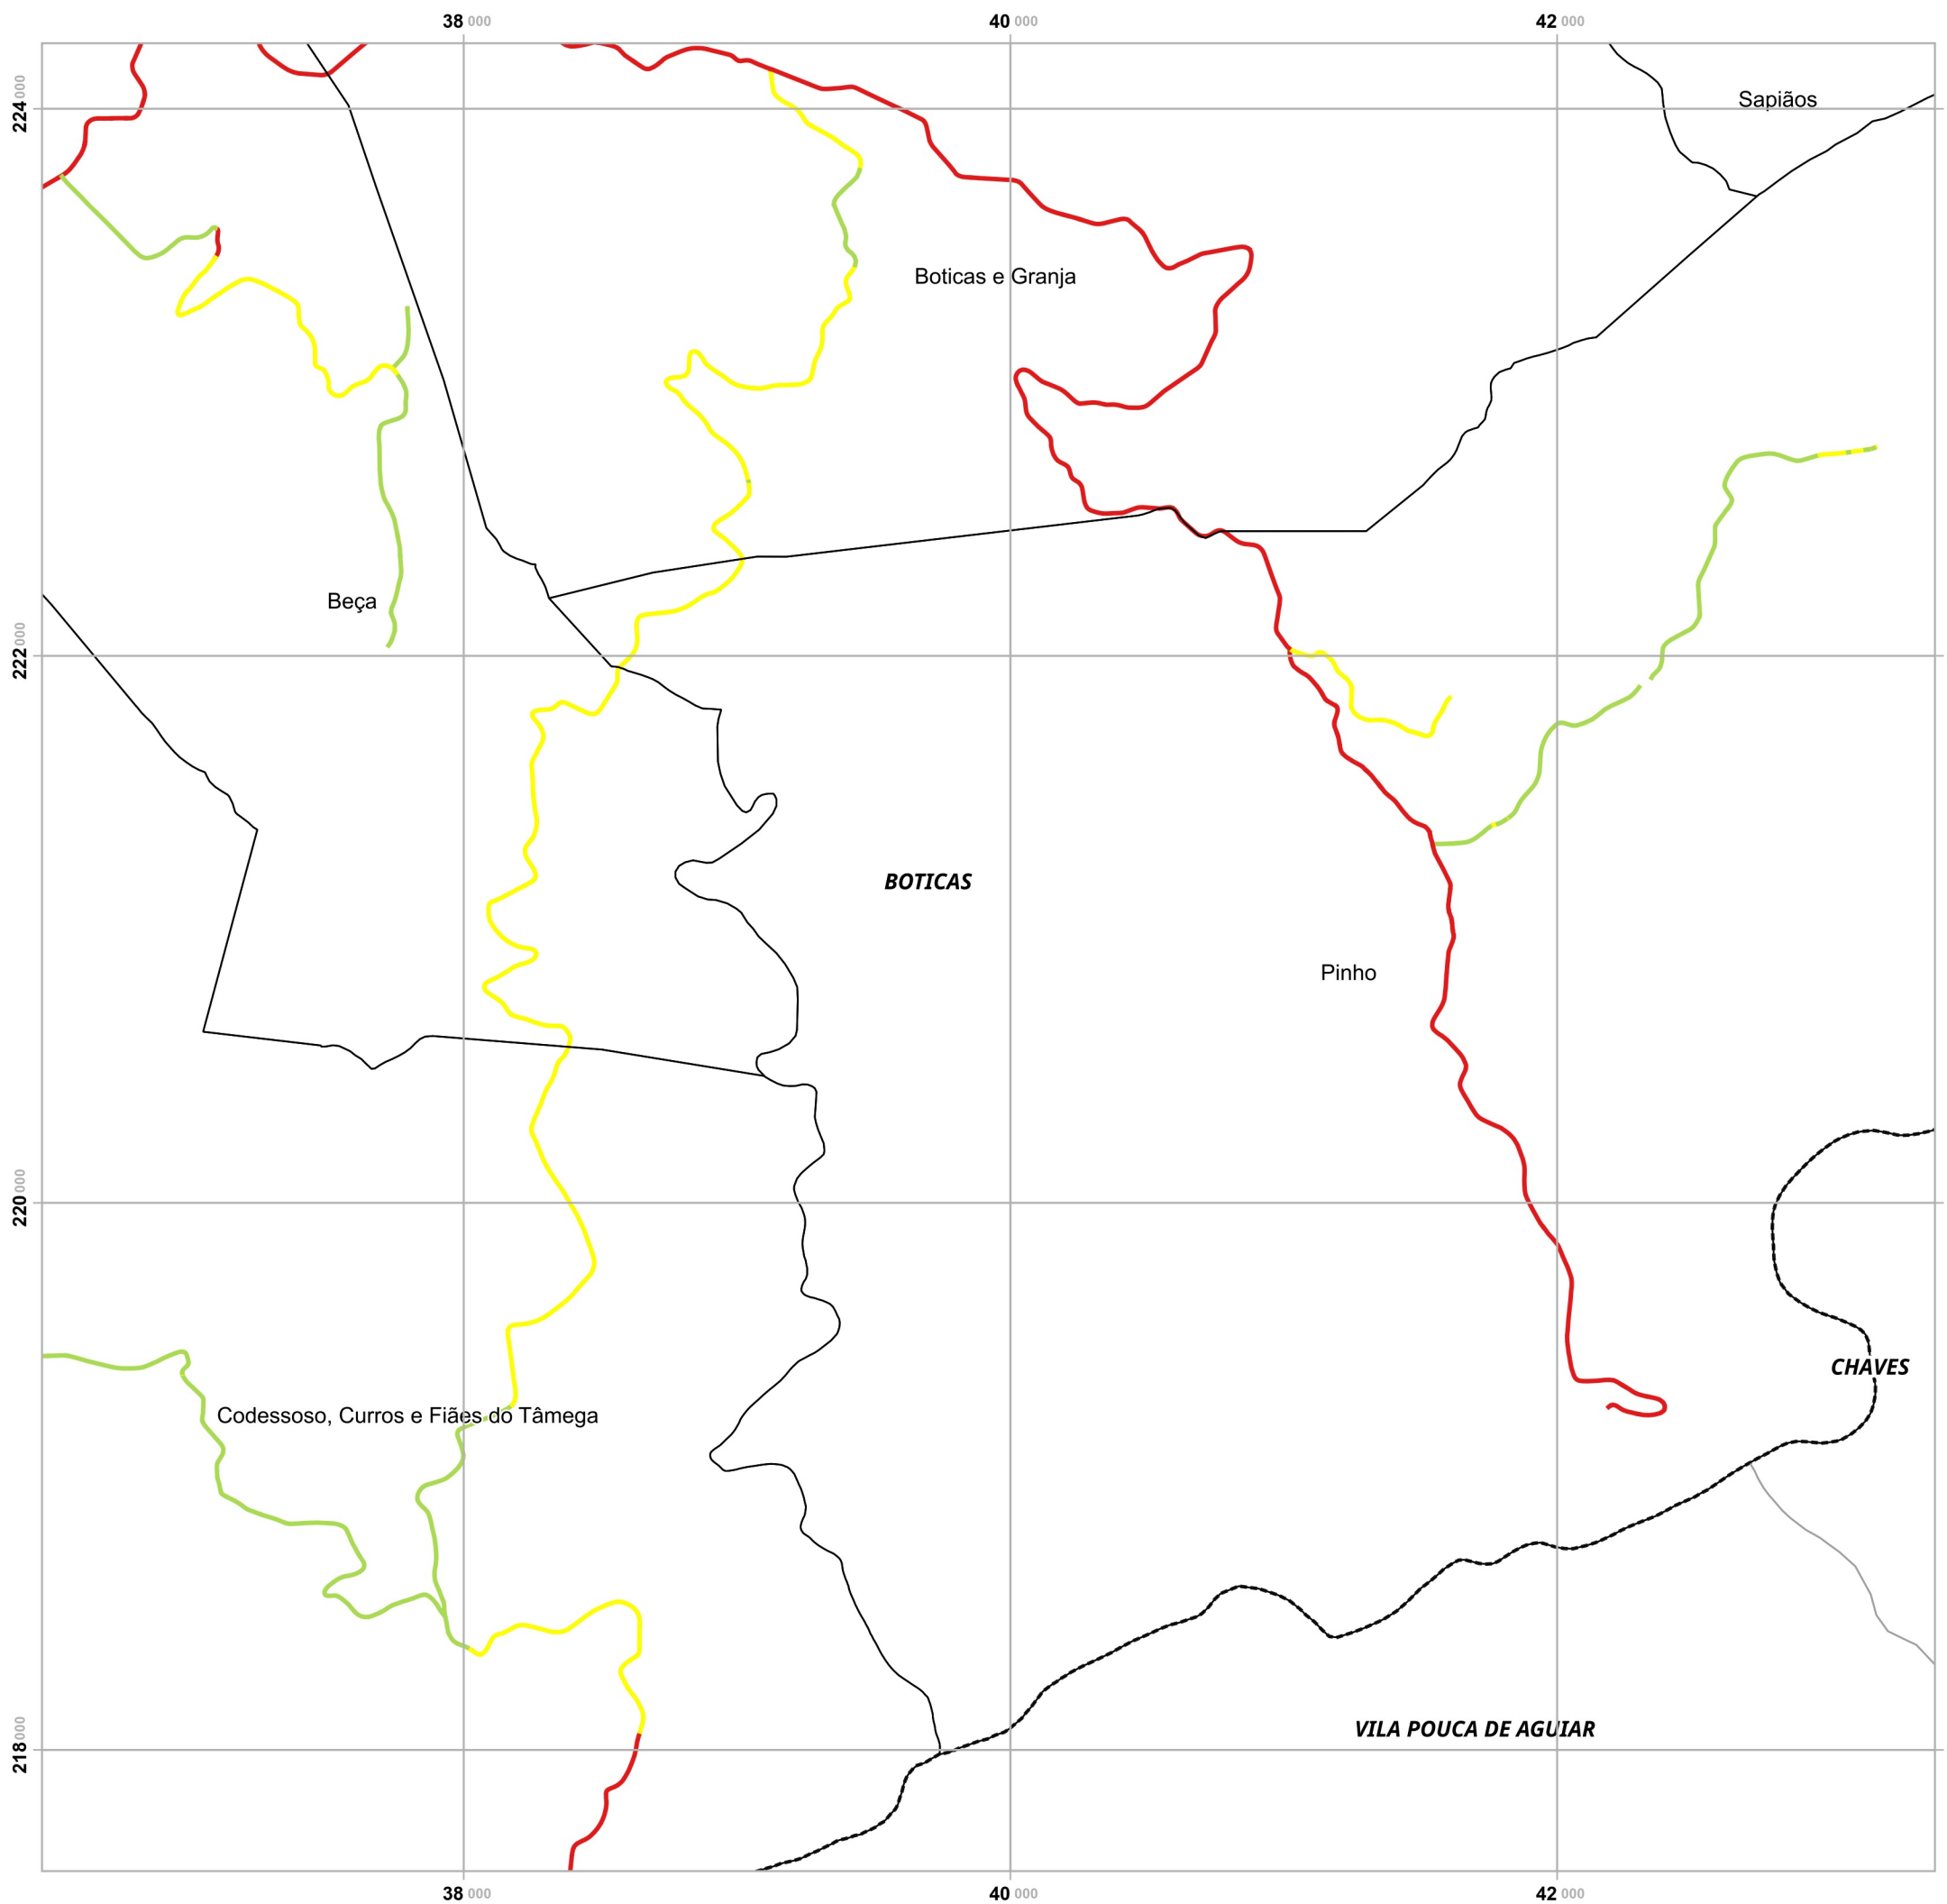 38 000 40 000 42 000
224 000
Sapiãos
Boticas e Granja
222 000
Beça
BOTICAS
Pinho
220 000
CHAVES
Codessoso, Curros e Fiães do Tâmega
218 000
VILA POUCA DE AGUIAR
38 000 40 000 42 000